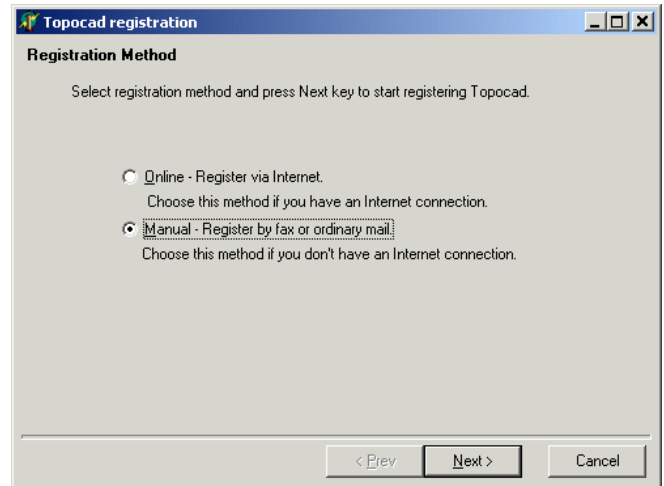 Topocad registration
Registration Method
Select registration method and press Next key to start registering Topocad.
Online - Register via Internet.
Choose this method if you have an Internet connection.
Manual - Register by fax or ordinary mail.
Choose this method if you don't have an Internet connection.
< Prev Next > Cancel